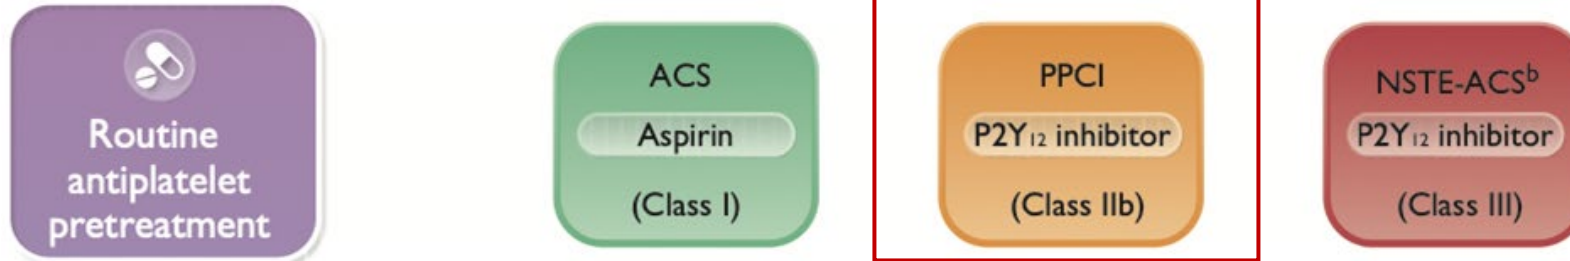 Routine
antiplatelet
pretreatment
ACS
Aspirin
(Class I)
PPCI
P2Y₁₂ inhibitor
(Class IIb)
NSTE-ACSᵇ
P2Y₁₂ inhibitor
(Class III)